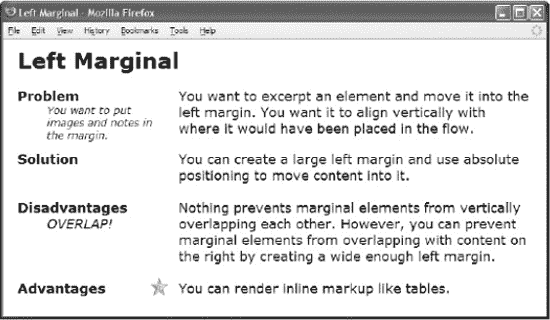 Left Marginal - Mozilla Firefox
File Edit View History Bookmarks Tools Help
Left Marginal
Problem
You want to put
images and notes in
the margin.
You want to excerpt an element and move it into the
left margin. You want it to align vertically with
where it would have been placed in the flow.
Solution
You can create a large left margin and use absolute
positioning to move content into it.
Disadvantages
OVERLAP!
Nothing prevents marginal elements from vertically
overlapping each other. However, you can prevent
marginal elements from overlapping with content on
the right by creating a wide enough left margin.
Advantages
You can render inline markup like tables.